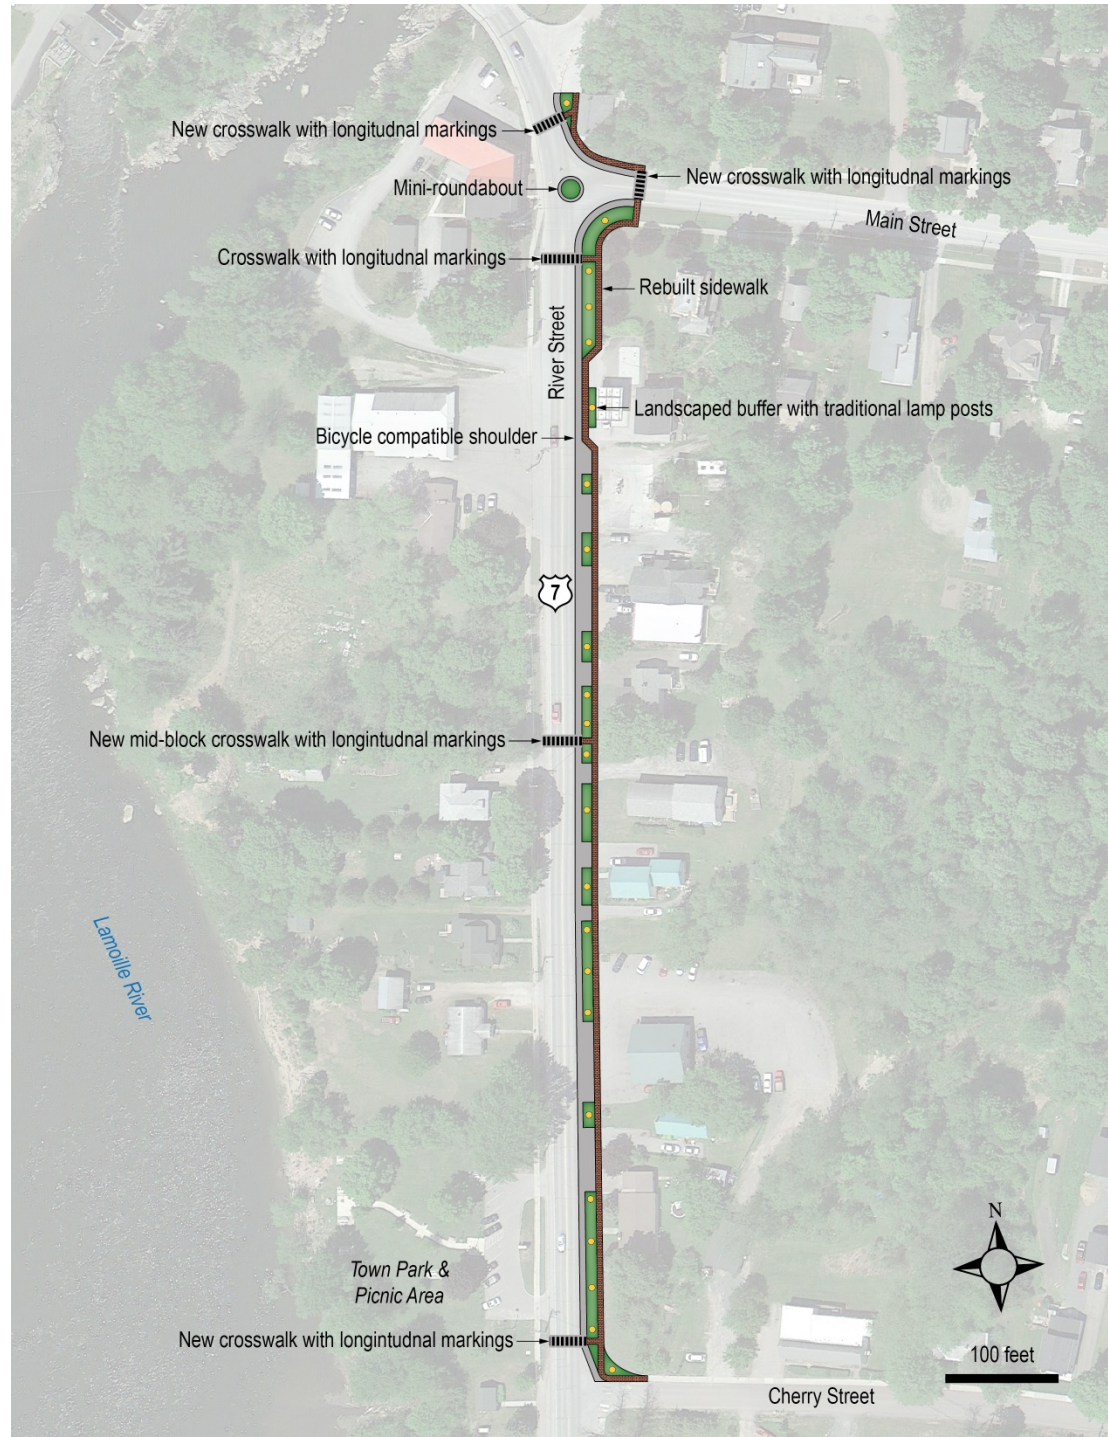 New crosswalk with longitudnal markings
New crosswalk with longitudnal markings
Mini-roundabout
Main Street
Crosswalk with longitudnal markings
Rebuilt sidewalk
River Street
Landscaped buffer with traditional lamp posts
Bicycle compatible shoulder
7
New mid-block crosswalk with longintudnal markings
Lamoille River
N
Town Park &
Picnic Area
New crosswalk with longintudnal markings
100 feet
Cherry Street